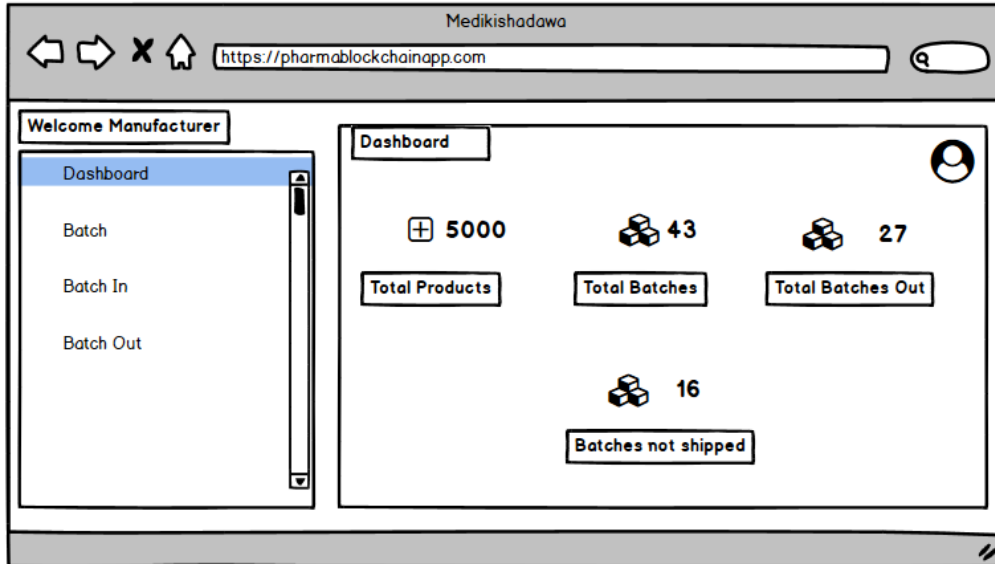 Medikishadawa
https://pharmablockchainapp.com
Welcome Manufacturer
Dashboard
Batch
Batch In
Batch Out
Dashboard
5000
43
27
Total Products
Total Batches
Total Batches Out
16
Batches not shipped